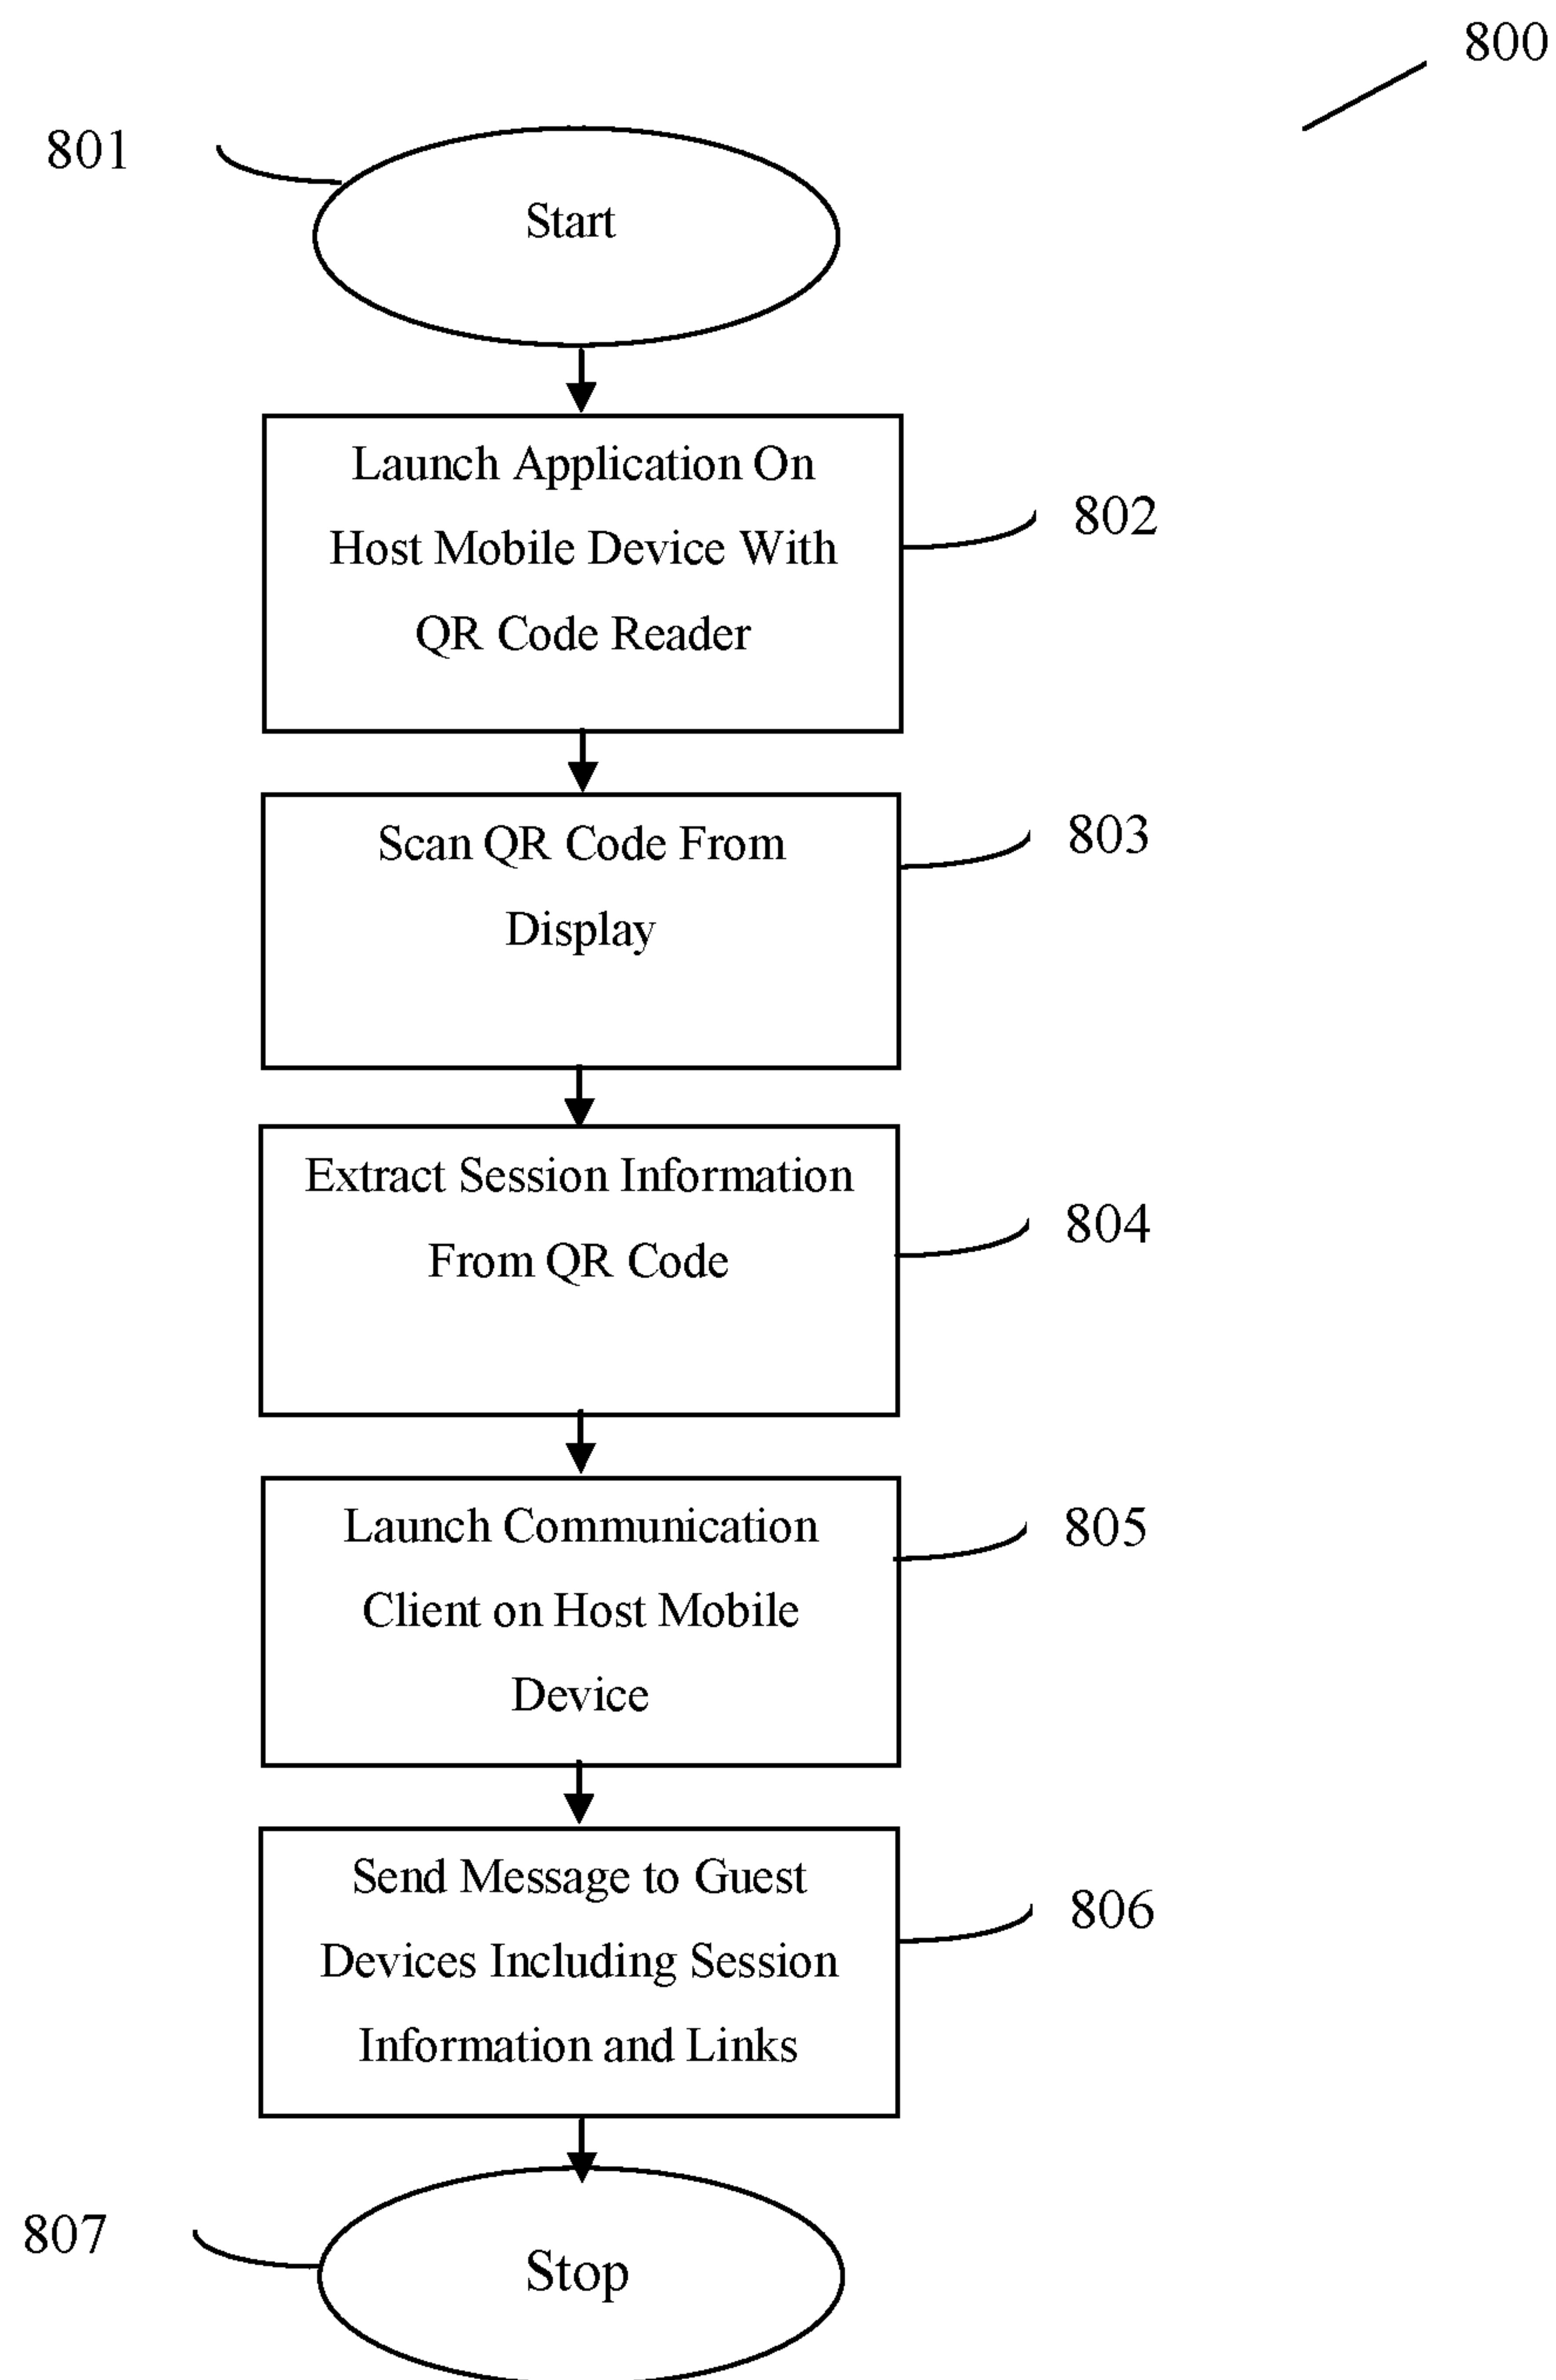 800
801
Start
Launch Application On
Host Mobile Device With
QR Code Reader
802
Scan QR Code From
Display
803
Extract Session Information
From QR Code
804
Launch Communication
Client on Host Mobile
Device
805
Send Message to Guest
Devices Including Session
Information and Links
806
807
Stop